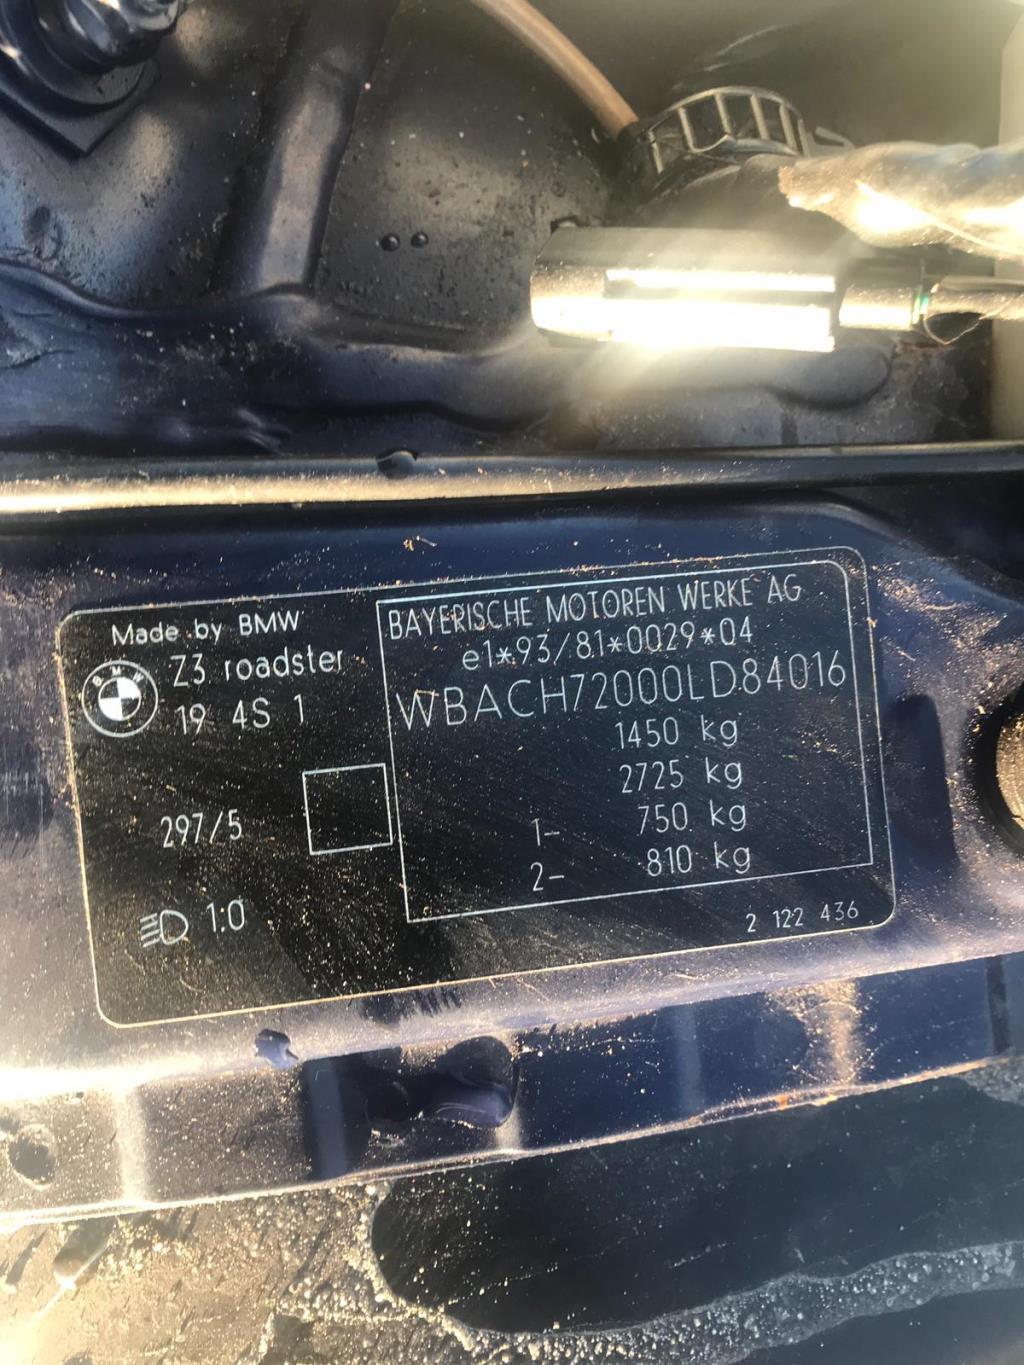 Made by BMW
BMW
Z3 roadster
19 4S 1
297/5
1:0
BAYERISCHE MOTOREN WERKE AG
e1*93/81*0029*04
WBACH72000LD84016
1450 kg
2725 kg
1- 750 kg
2- 810 kg
2 122 436